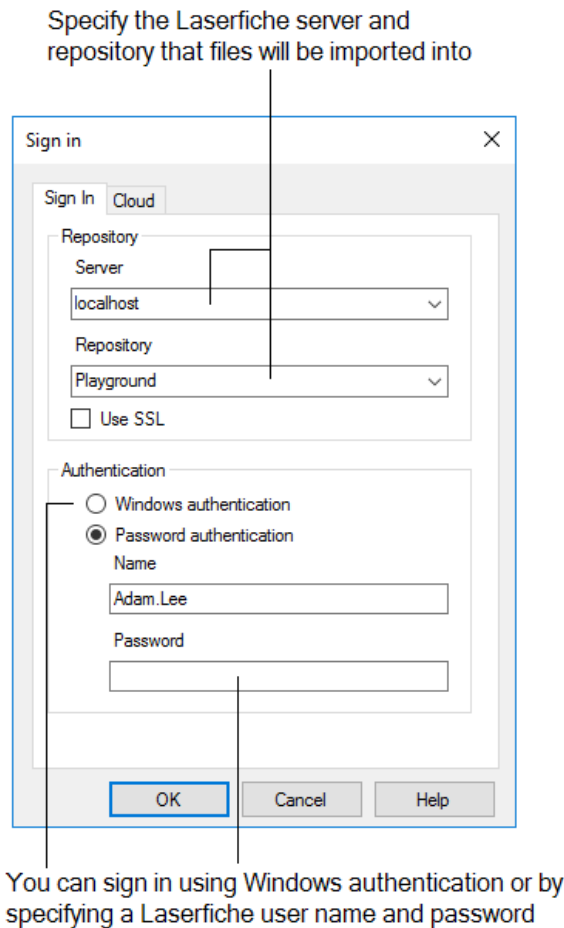 Specify the Laserfiche server and
repository that files will be imported into
Sign in
Sign In Cloud
Repository
Server
localhost
Repository
Playground
Use SSL
Authentication
Windows authentication
Password authentication
Name
Adam.Lee
Password
OK Cancel Help
You can sign in using Windows authentication or by
specifying a Laserfiche user name and password